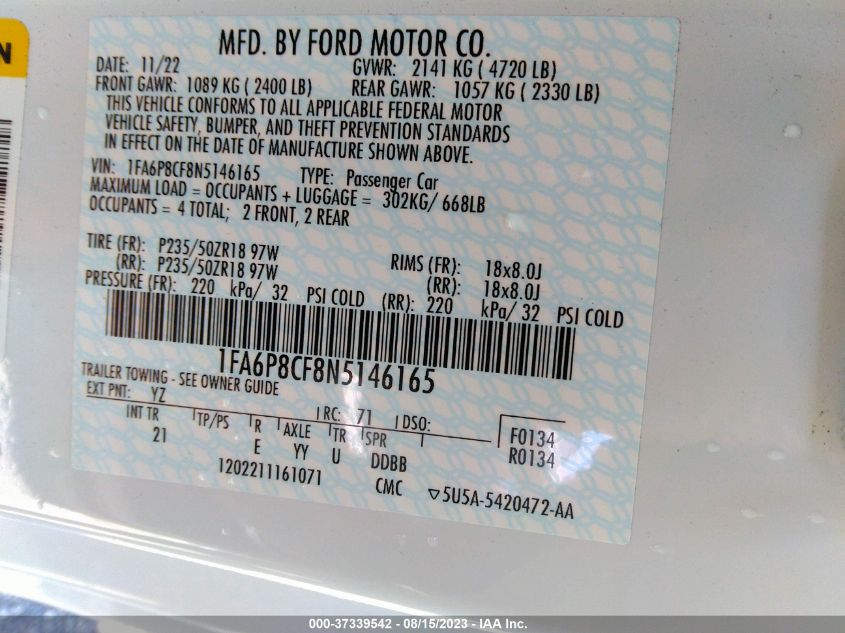 N
MFD. BY FORD MOTOR CO.
DATE: 11/22 GVWR: 2141 KG ( 4720 LB)
FRONT GAWR: 1089 KG ( 2400 LB) REAR GAWR: 1057 KG ( 2330 LB)
THIS VEHICLE CONFORMS TO ALL APPLICABLE FEDERAL MOTOR
VEHICLE SAFETY, BUMPER, AND THEFT PREVENTION STANDARDS
IN EFFECT ON THE DATE OF MANUFACTURE SHOWN ABOVE.
VIN: 1FA6P8CF8N5146165 TYPE: Passenger Car
MAXIMUM LOAD = OCCUPANTS + LUGGAGE = 302KG/ 668LB
OCCUPANTS = 4 TOTAL; 2 FRONT, 2 REAR
TIRE (FR): P235/50ZR18 97W RIMS (FR): 18x8.0J
(RR): P235/50ZR18 97W (RR): 18x8.0J
PRESSURE (FR): 220 kPa/ 32 PSI COLD (RR): 220 kPa/ 32 PSI COLD
1FA6P8CF8N5146165
TRAILER TOWING - SEE OWNER GUIDE
EXT PNT: YZ RC: 71 DSO: F0134
INT TR TP/PS R AXLE TR SPR R0134
21 E YY U DDBB
1202211161071 CMC ▽5U5A-5420472-AA
000-37339542 - 08/15/2023 - IAA Inc.